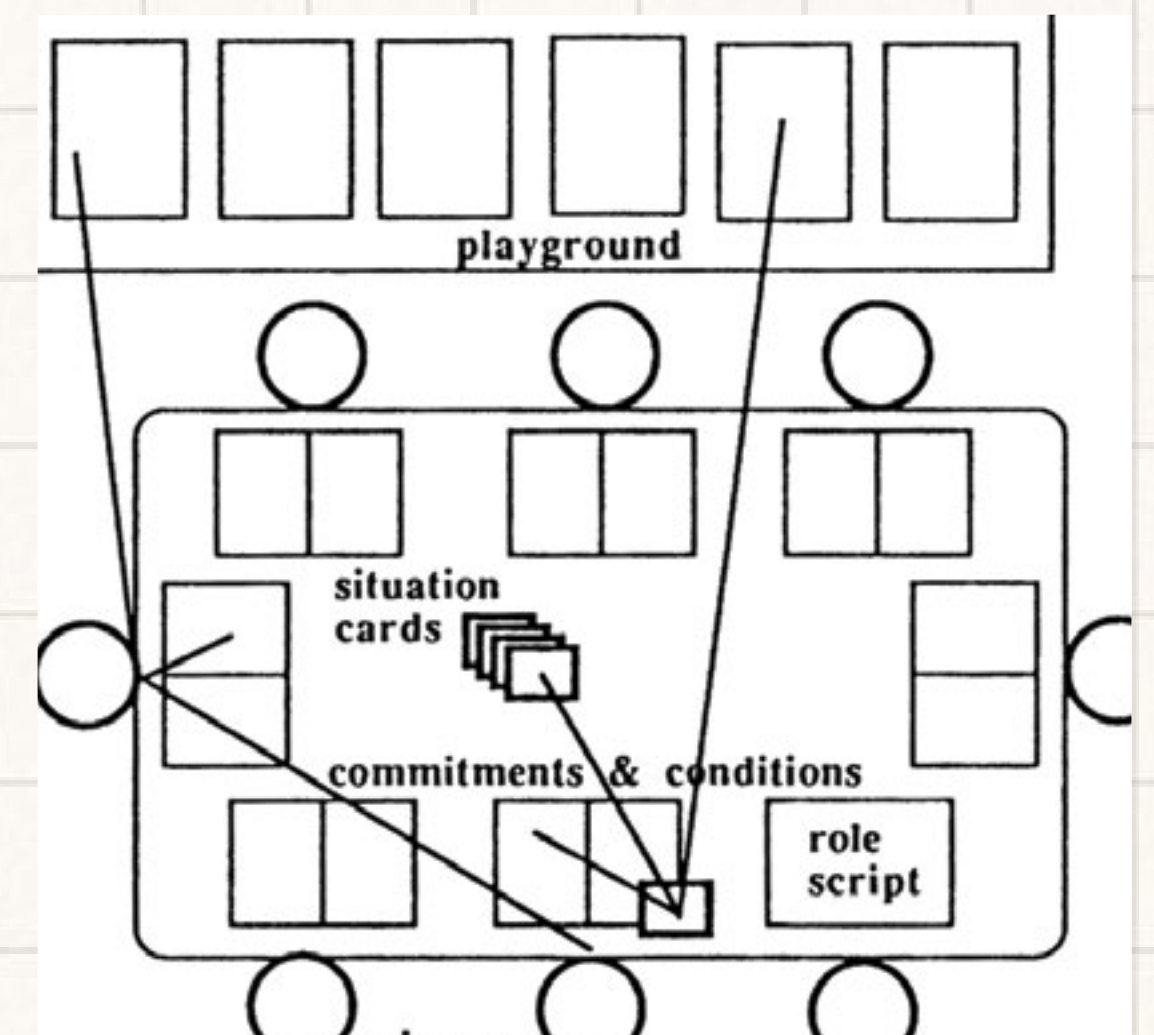 playground
situation
cards
commitments & conditions
role
script